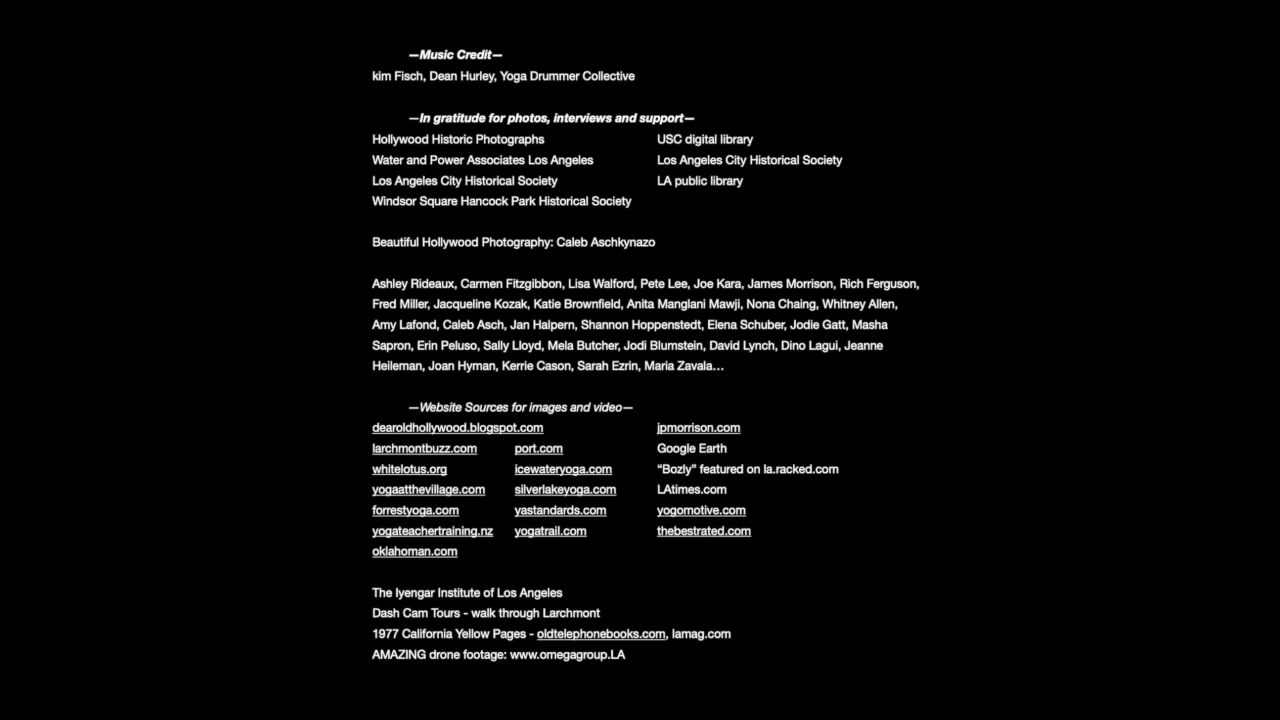 —Music Credit—
kim Fisch, Dean Hurley, Yoga Drummer Collective
—In gratitude for photos, interviews and support—
Hollywood Historic Photographs USC digital library
Water and Power Associates Los Angeles Los Angeles City Historical Society
Los Angeles City Historical Society LA public library
Windsor Square Hancock Park Historical Society
Beautiful Hollywood Photography: Caleb Aschkynazo
Ashley Rideaux, Carmen Fitzgibbon, Lisa Walford, Pete Lee, Joe Kara, James Morrison, Rich Ferguson,
Fred Miller, Jacqueline Kozak, Katie Brownfield, Anita Manglani Mawji, Nona Chaing, Whitney Allen,
Amy Lafond, Caleb Asch, Jan Halpern, Shannon Hoppenstedt, Elena Schuber, Jodie Gatt, Masha
Sapron, Erin Peluso, Sally Lloyd, Mela Butcher, Jodi Blumstein, David Lynch, Dino Lagui, Jeanne
Heileman, Joan Hyman, Kerrie Cason, Sarah Ezrin, Maria Zavala…
—Website Sources for images and video—
dearoldhollywood.blogspot.com jpmorrison.com
larchmontbuzz.com port.com Google Earth
whitelotus.org icewateryoga.com “Bozly” featured on la.racked.com
yogaatthevillage.com silverlakeyoga.com LAtimes.com
forrestyoga.com yastandards.com yogomotive.com
yogateachertraining.nz yogatrail.com thebestrated.com
oklahoman.com
The Iyengar Institute of Los Angeles
Dash Cam Tours - walk through Larchmont
1977 California Yellow Pages - oldtelephonebooks.com, lamag.com
AMAZING drone footage: www.omegagroup.LA